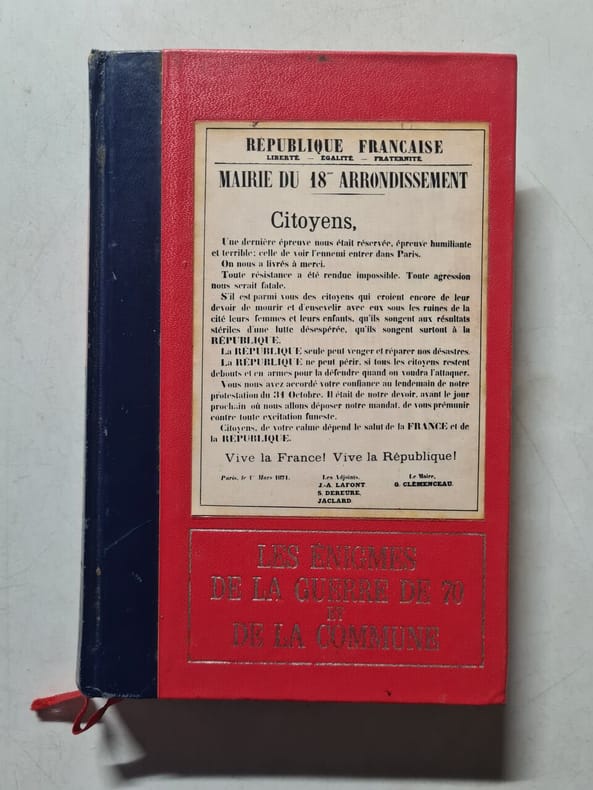 RÉPUBLIQUE FRANÇAISE
LIBERTÉ — ÉGALITÉ — FRATERNITÉ
MAIRIE DU 18me ARRONDISSEMENT
Citoyens,
Une dernière épreuve nous était réservée, épreuve humiliante
et terrible; celle de voir l'ennemi entrer dans Paris.
On nous a livrés à merci.
Toute résistance a été rendue impossible. Toute agression
nous serait fatale.
S'il est parmi vous des citoyens qui croient encore de leur
devoir de mourir et d'ensevelir avec eux sous les ruines de la
cité leurs femmes et leurs enfants, qu'ils songent aux résultats
stériles d'une lutte désespérée, qu'ils songent surtout à la
RÉPUBLIQUE.
La RÉPUBLIQUE seule peut venger et réparer nos désastres.
La RÉPUBLIQUE ne peut périr, si tous les citoyens restent
debouts et en armes pour la défendre quand on voudra l'attaquer.
Vous nous avez accordé votre confiance au lendemain de notre
protestation du 31 Octobre. Il était de notre devoir, avant le jour
prochain où nous allons déposer notre mandat, de vous prémunir
contre toute excitation funeste.
Citoyens, de votre calme dépend le salut de la FRANCE et de
la RÉPUBLIQUE.
Vive la France! Vive la République!
Paris, le 1er Mars 1871.
Les Adjoints,
J.-A. LAFONT
S. DEREURE,
JACLARD
Le Maire,
G. CLÉMENCEAU.
LES ÉNIGMES
DE LA GUERRE DE 70
ET
DE LA COMMUNE